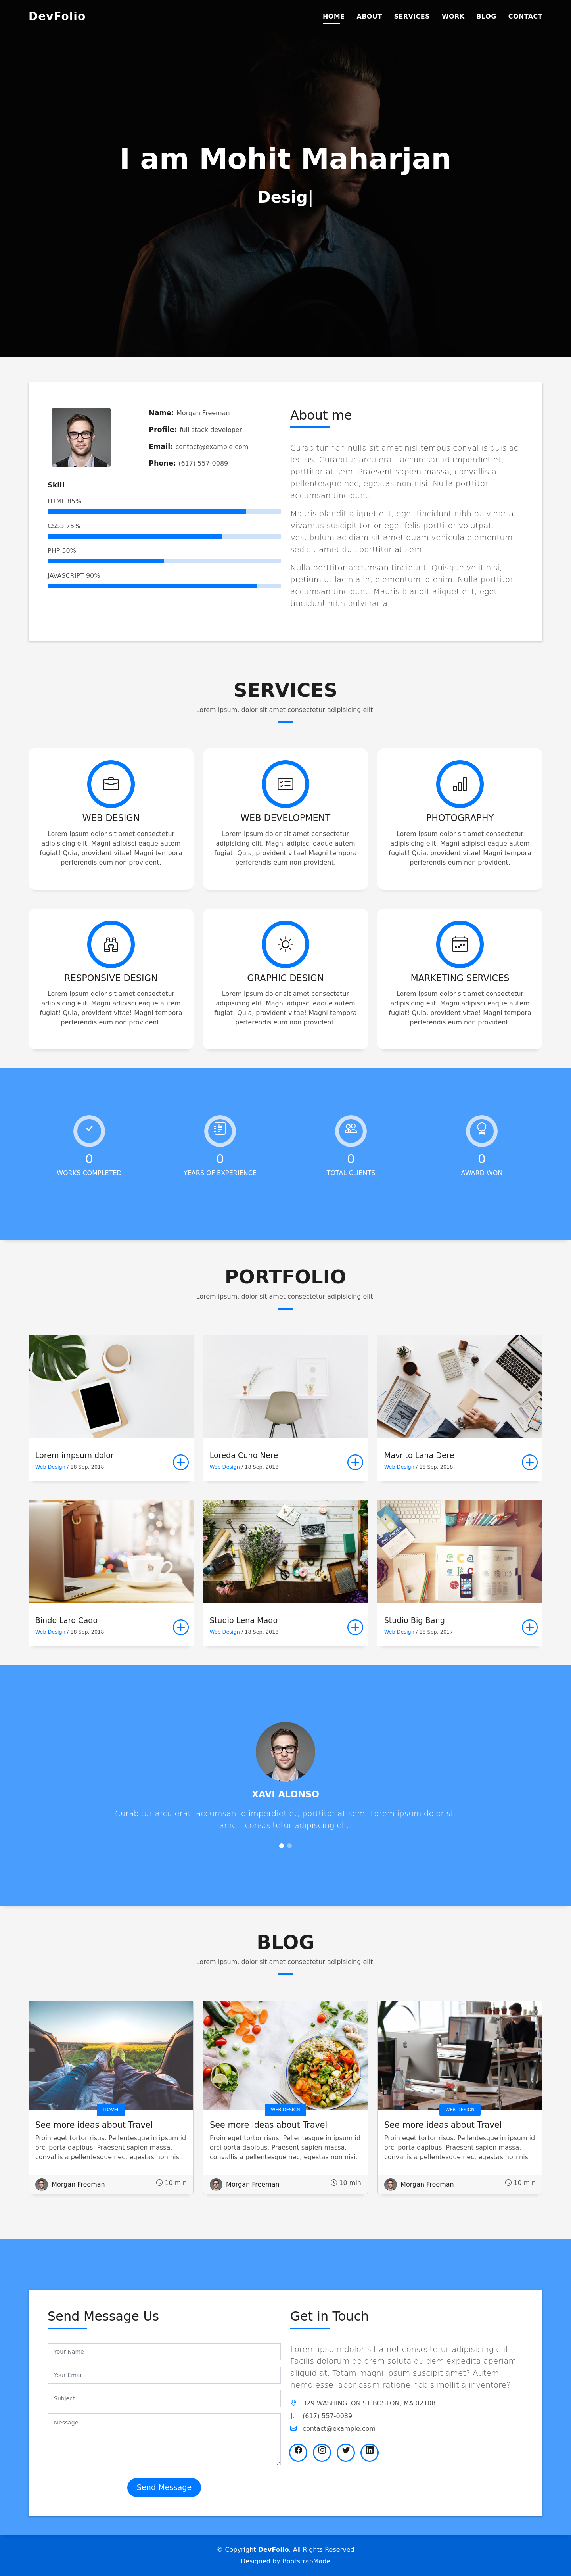 DevFolio
HOME ABOUT SERVICES WORK BLOG CONTACT
I am Mohit Maharjan
Desig|
Name: Morgan Freeman
Profile: full stack developer
Email: contact@example.com
Phone: (617) 557-0089
Skill
HTML 85%
CSS3 75%
PHP 50%
JAVASCRIPT 90%
About me
Curabitur non nulla sit amet nisl tempus convallis quis ac
lectus. Curabitur arcu erat, accumsan id imperdiet et,
porttitor at sem. Praesent sapien massa, convallis a
pellentesque nec, egestas non nisi. Nulla porttitor
accumsan tincidunt.
Mauris blandit aliquet elit, eget tincidunt nibh pulvinar a.
Vivamus suscipit tortor eget felis porttitor volutpat.
Vestibulum ac diam sit amet quam vehicula elementum
sed sit amet dui. porttitor at sem.
Nulla porttitor accumsan tincidunt. Quisque velit nisi,
pretium ut lacinia in, elementum id enim. Nulla porttitor
accumsan tincidunt. Mauris blandit aliquet elit, eget
tincidunt nibh pulvinar a.
SERVICES
Lorem ipsum, dolor sit amet consectetur adipisicing elit.
WEB DESIGN
Lorem ipsum dolor sit amet consectetur
adipisicing elit. Magni adipisci eaque autem
fugiat! Quia, provident vitae! Magni tempora
perferendis eum non provident.
WEB DEVELOPMENT
Lorem ipsum dolor sit amet consectetur
adipisicing elit. Magni adipisci eaque autem
fugiat! Quia, provident vitae! Magni tempora
perferendis eum non provident.
PHOTOGRAPHY
Lorem ipsum dolor sit amet consectetur
adipisicing elit. Magni adipisci eaque autem
fugiat! Quia, provident vitae! Magni tempora
perferendis eum non provident.
RESPONSIVE DESIGN
Lorem ipsum dolor sit amet consectetur
adipisicing elit. Magni adipisci eaque autem
fugiat! Quia, provident vitae! Magni tempora
perferendis eum non provident.
GRAPHIC DESIGN
Lorem ipsum dolor sit amet consectetur
adipisicing elit. Magni adipisci eaque autem
fugiat! Quia, provident vitae! Magni tempora
perferendis eum non provident.
MARKETING SERVICES
Lorem ipsum dolor sit amet consectetur
adipisicing elit. Magni adipisci eaque autem
fugiat! Quia, provident vitae! Magni tempora
perferendis eum non provident.
0
WORKS COMPLETED
0
YEARS OF EXPERIENCE
0
TOTAL CLIENTS
0
AWARD WON
PORTFOLIO
Lorem ipsum, dolor sit amet consectetur adipisicing elit.
Lorem impsum dolor
Web Design / 18 Sep. 2018
Loreda Cuno Nere
Web Design / 18 Sep. 2018
BUSINESS
Mavrito Lana Dere
Web Design / 18 Sep. 2018
Bindo Laro Cado
Web Design / 18 Sep. 2018
Studio Lena Mado
Web Design / 18 Sep. 2018
Studio Big Bang
Web Design / 18 Sep. 2017
XAVI ALONSO
Curabitur arcu erat, accumsan id imperdiet et, porttitor at sem. Lorem ipsum dolor sit
amet, consectetur adipiscing elit.
BLOG
Lorem ipsum, dolor sit amet consectetur adipisicing elit.
TRAVEL
See more ideas about Travel
Proin eget tortor risus. Pellentesque in ipsum id
orci porta dapibus. Praesent sapien massa,
convallis a pellentesque nec, egestas non nisi.
Morgan Freeman 10 min
WEB DESIGN
See more ideas about Travel
Proin eget tortor risus. Pellentesque in ipsum id
orci porta dapibus. Praesent sapien massa,
convallis a pellentesque nec, egestas non nisi.
Morgan Freeman 10 min
WEB DESIGN
See more ideas about Travel
Proin eget tortor risus. Pellentesque in ipsum id
orci porta dapibus. Praesent sapien massa,
convallis a pellentesque nec, egestas non nisi.
Morgan Freeman 10 min
Send Message Us
Your Name
Your Email
Subject
Message
Send Message
Get in Touch
Lorem ipsum dolor sit amet consectetur adipisicing elit.
Facilis dolorum dolorem soluta quidem expedita aperiam
aliquid at. Totam magni ipsum suscipit amet? Autem
nemo esse laboriosam ratione nobis mollitia inventore?
329 WASHINGTON ST BOSTON, MA 02108
(617) 557-0089
contact@example.com
© Copyright DevFolio. All Rights Reserved
Designed by BootstrapMade